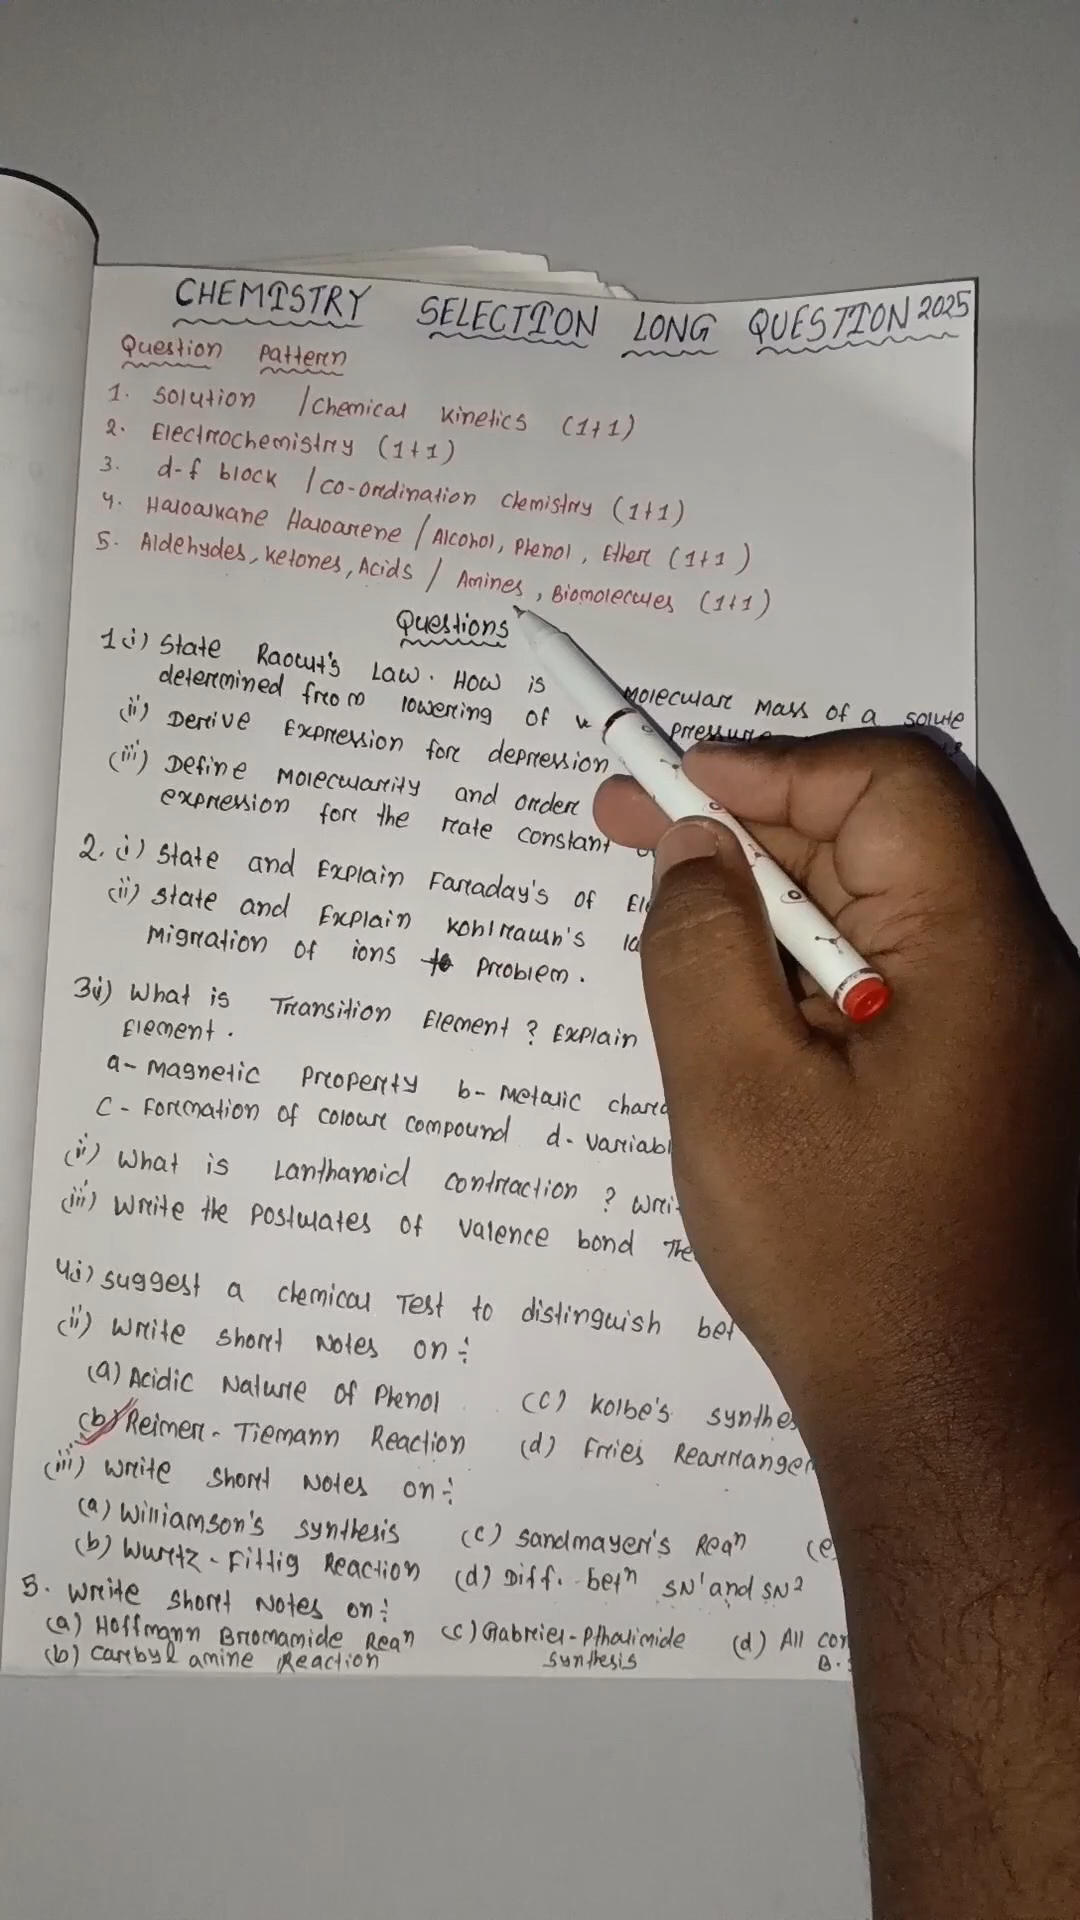 CHEMISTRY SELECTION LONG QUESTION 2025
Question Pattern
1. Solution / Chemical Kinetics (1+1)
2. Electrochemistry (1+1)
3. d-f block / co-ordination chemistry (1+1)
4. Haloalkane Haloarene / Alcohol, Phenol, Ether (1+1)
5. Aldehydes, Ketones, Acids / Amines, Biomolecules (1+1)
Questions
1 (i) State Raoult's Law. How is Molecular Mass of a solute
determined from lowering of pressure
(ii) Derive Expression for depression
(iii) Define Molecularity and order
expression for the rate constant
2. (i) State and Explain Faraday's of
(ii) State and Explain Kohlraush's
Migration of ions Problem.
3 (i) What is Transition Element? Explain
Element.
a- Magnetic Property b- Metalic
c- Formation of colour compound d-
(ii) What is Lanthanoid contraction?
(iii) Write the Postulates of valence bond
4 (i) Suggest a chemical Test to distinguish
(ii) Write Short Notes on:
(a) Acidic Nature of Phenol (c) Kolbe's
(b) Reimer-Tiemann Reaction (d) Fries
(iii) Write Short Notes on:
(a) Williamson's Synthesis (c) Sandmayer's Reaⁿ
(b) Wurtz-Fittig Reaction (d) Diff. betⁿ SN¹ and SN²
5. Write Short Notes on:
(a) Hoffmann Bromamide Reaⁿ (c) Gabriel-Pthalimide Synthesis (d) All
(b) Carbyl amine Reaction